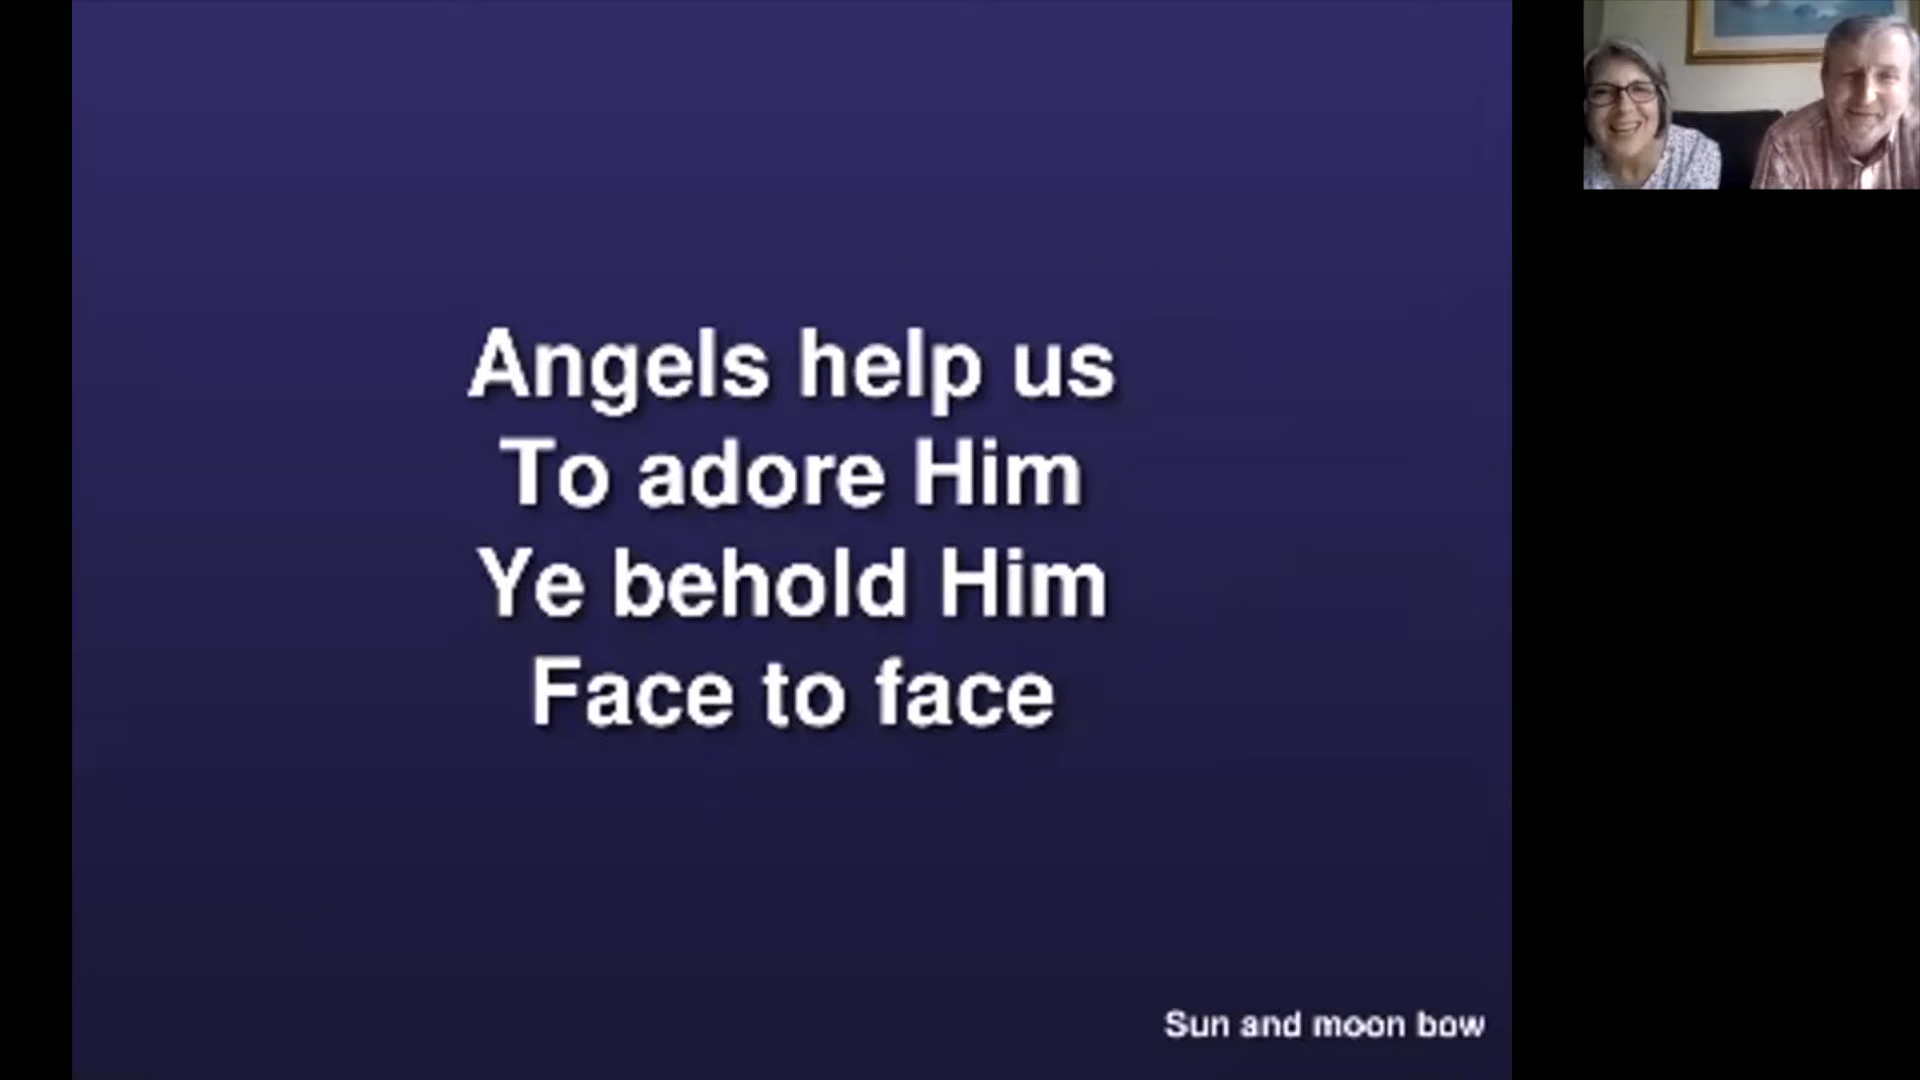 Angels help us
To adore Him
Ye behold Him
Face to face
Sun and moon bow